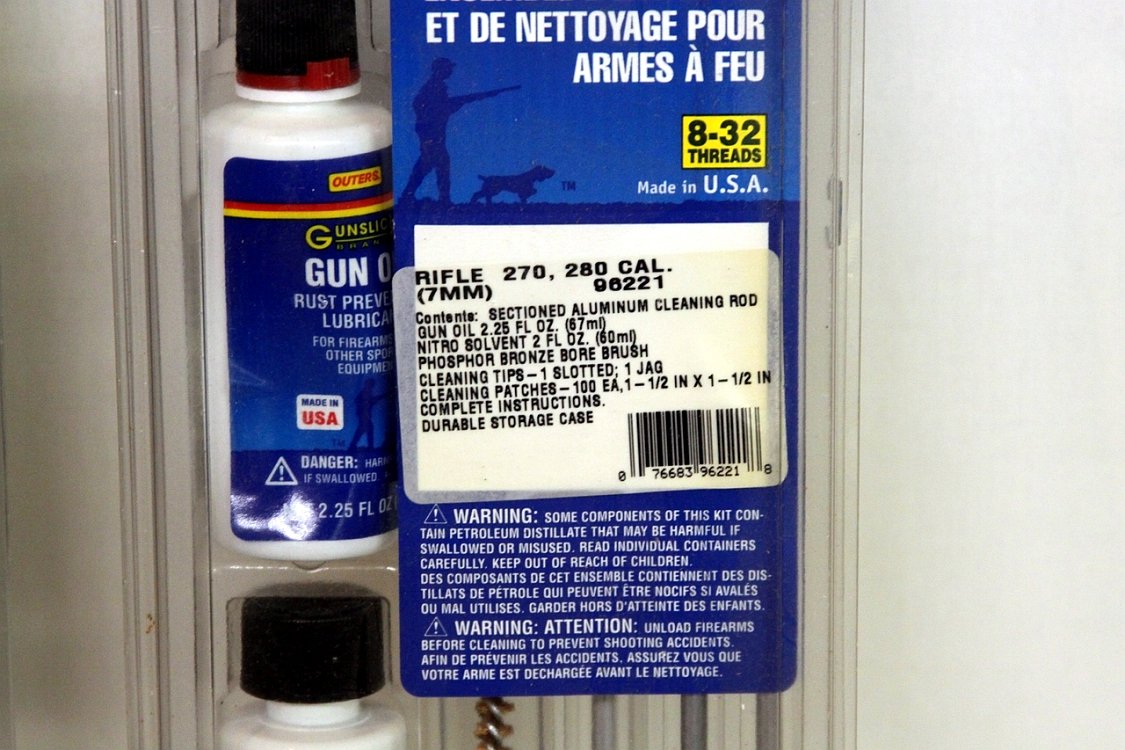 ET DE NETTOYAGE POUR
ARMES À FEU
8-32
THREADS
TM
Made in U.S.A.
OUTERS
GUNSLIC
BRAN
GUN O
RUST PREVE
LUBRICA
FOR FIREARMS
OTHER SPO
EQUIPMEN
MADE IN
USA
TM
DANGER: HARM
IF SWALLOWED.
2.25 FL OZ
RIFLE 270, 280 CAL.
(7MM) 96221
Contents: SECTIONED ALUMINUM CLEANING ROD
GUN OIL 2.25 FL OZ. (67ml)
NITRO SOLVENT 2 FL OZ. (60ml)
PHOSPHOR BRONZE BORE BRUSH
CLEANING TIPS-1 SLOTTED; 1 JAG
CLEANING PATCHES-100 EA,1-1/2 IN X 1-1/2 IN
COMPLETE INSTRUCTIONS.
DURABLE STORAGE CASE
0 76683 96221 8
WARNING: SOME COMPONENTS OF THIS KIT CON-
TAIN PETROLEUM DISTILLATE THAT MAY BE HARMFUL IF
SWALLOWED OR MISUSED. READ INDIVIDUAL CONTAINERS
CAREFULLY. KEEP OUT OF REACH OF CHILDREN.
DES COMPOSANTS DE CET ENSEMBLE CONTIENNENT DES DIS-
TILLATS DE PÉTROLE QUI PEUVENT ÊTRE NOCIFS SI AVALÉS
OU MAL UTILISES. GARDER HORS D'ATTEINTE DES ENFANTS.
WARNING: ATTENTION: UNLOAD FIREARMS
BEFORE CLEANING TO PREVENT SHOOTING ACCIDENTS.
AFIN DE PRÉVENIR LES ACCIDENTS, ASSUREZ VOUS QUE
VOTRE ARME EST DECHARGÉE AVANT LE NETTOYAGE.